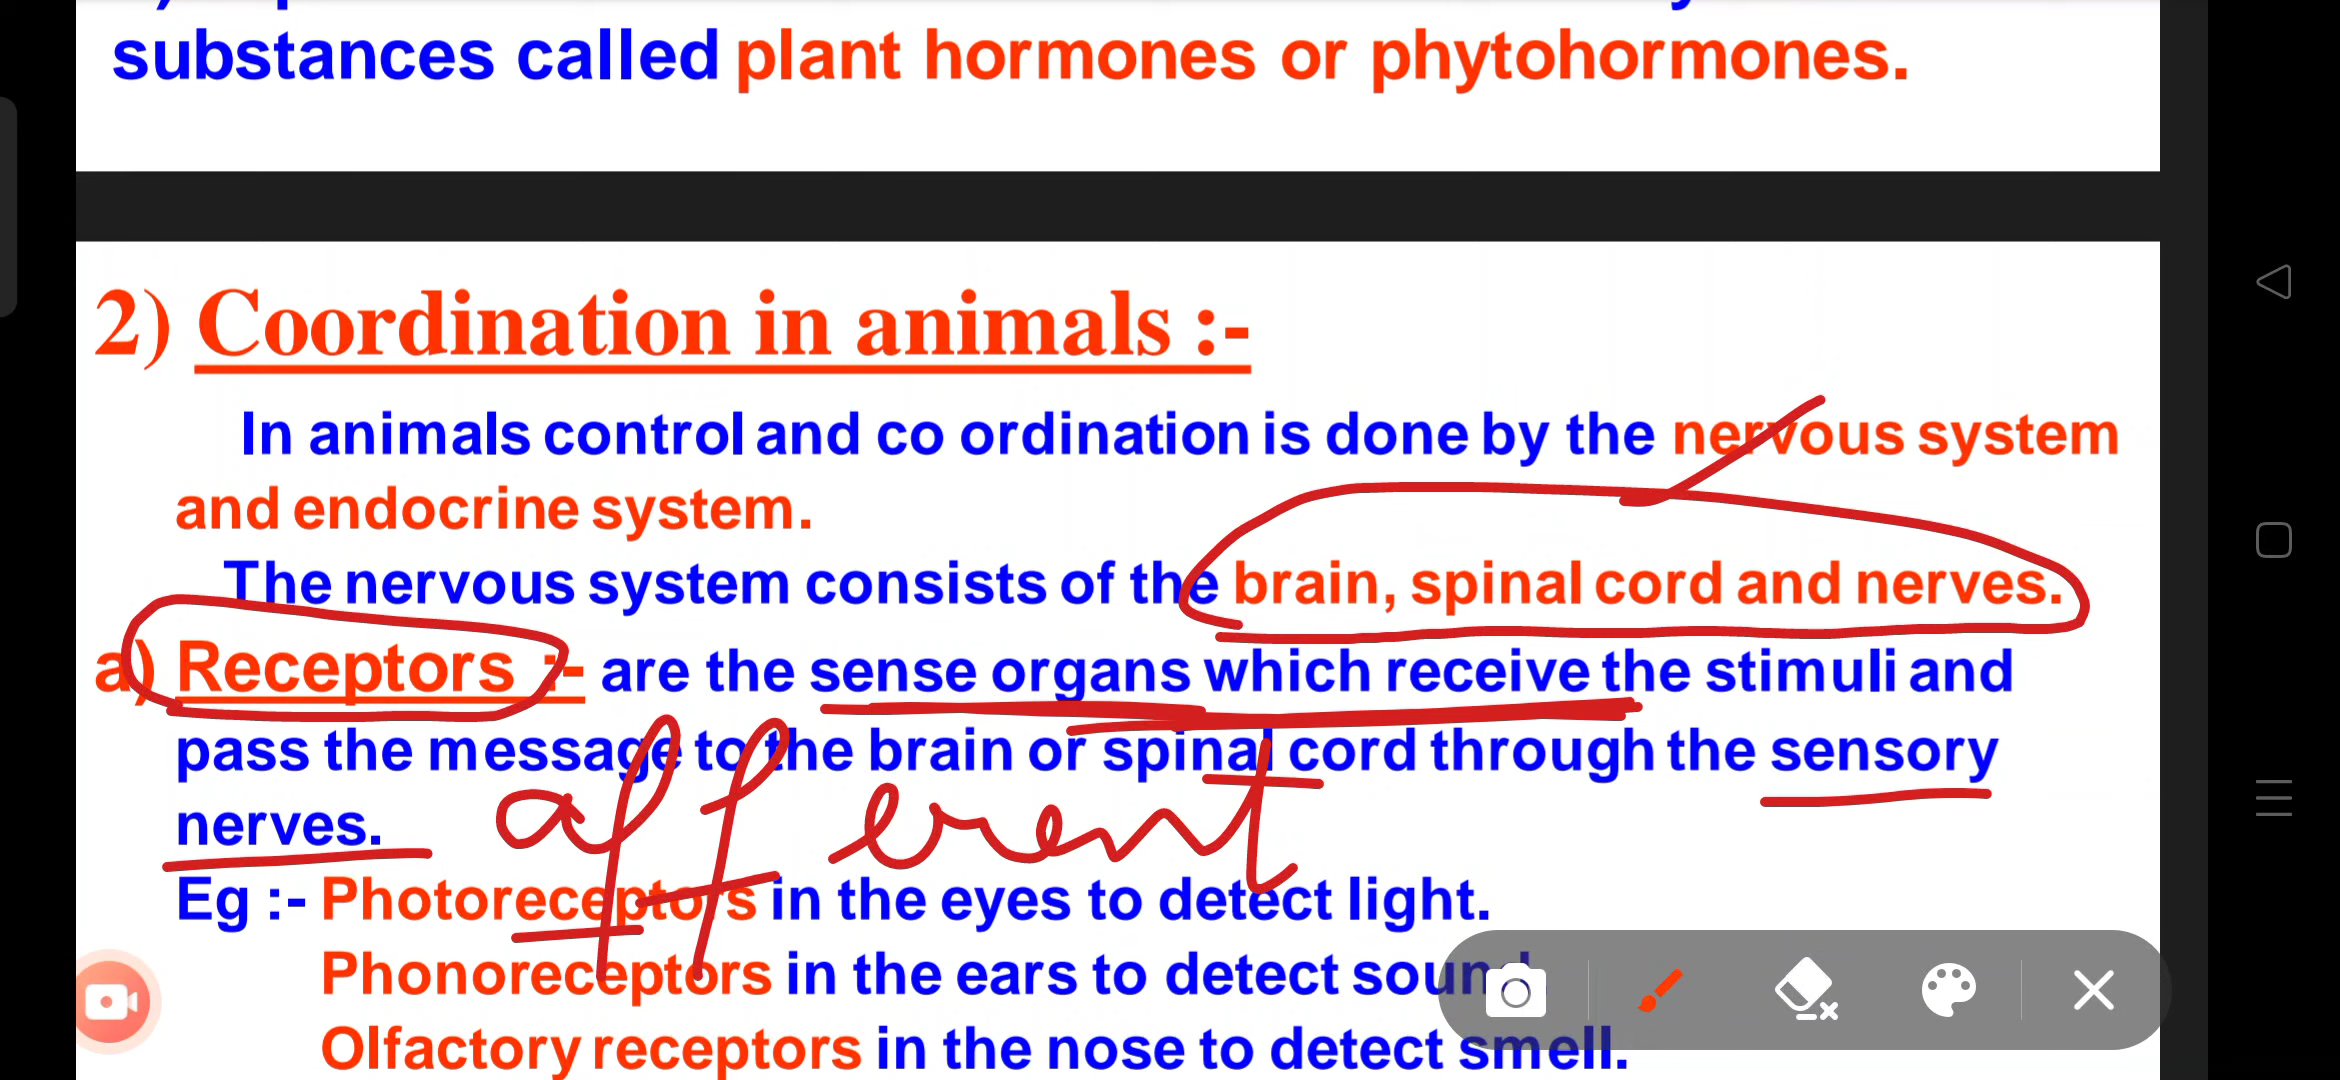 substances called plant hormones or phytohormones.
2) Coordination in animals :-
In animals control and co ordination is done by the nervous system
and endocrine system.
The nervous system consists of the brain, spinal cord and nerves.
a) Receptors :- are the sense organs which receive the stimuli and
pass the message to the brain or spinal cord through the sensory
nerves.
afferent
Eg :- Photoreceptors in the eyes to detect light.
Phonoreceptors in the ears to detect sound
Olfactory receptors in the nose to detect smell.